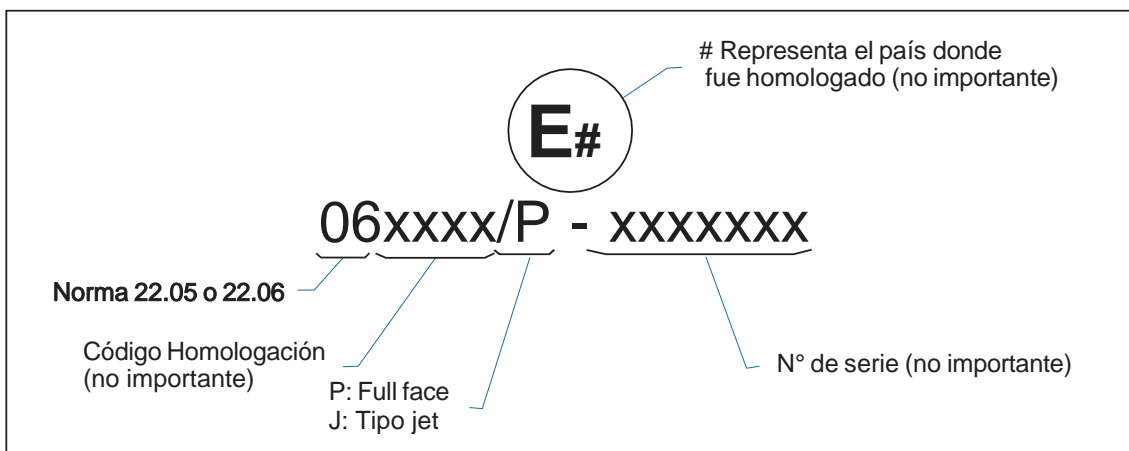 # Representa el país donde
fue homologado (no importante)
E#
06xxxx/P - xxxxxxx
Norma 22.05 o 22.06
Código Homologación
(no importante)
P: Full face
J: Tipo jet
N° de serie (no importante)